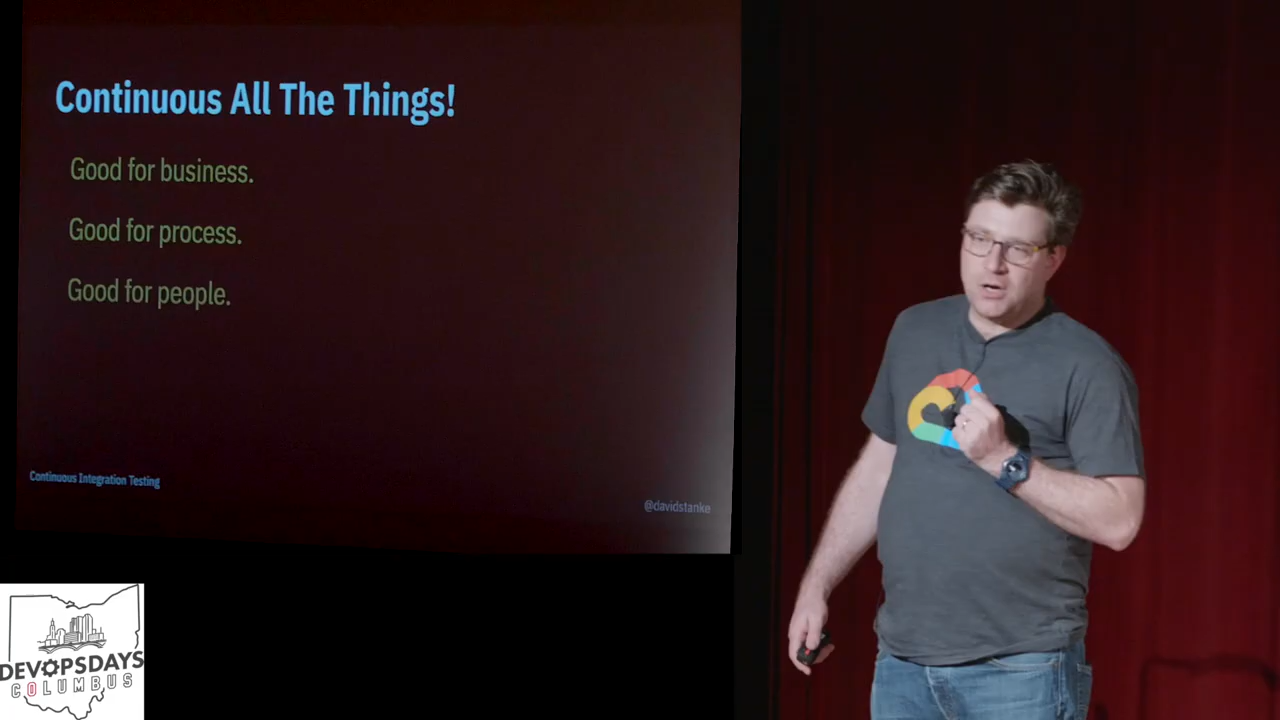 Continuous All The Things!
Good for business.
Good for process.
Good for people.
Continuous Integration Testing
@davidstanke
DEVOPSDAYS
COLUMBUS